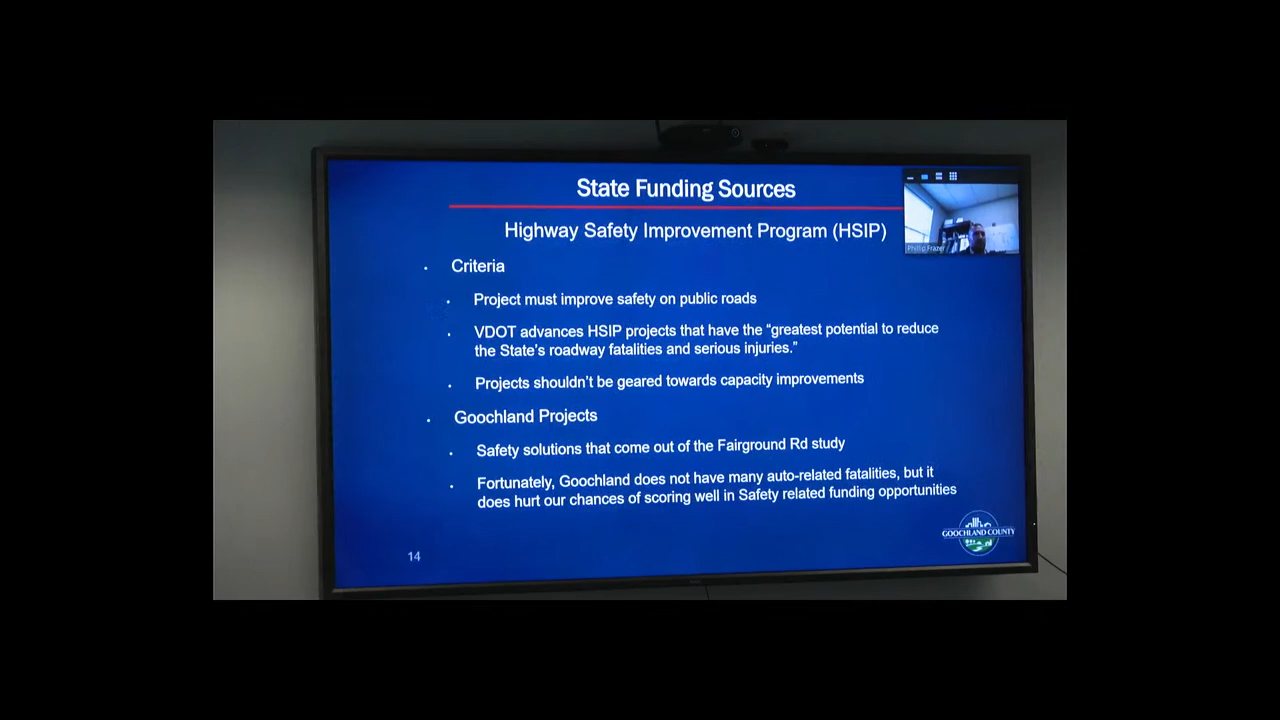 State Funding Sources
Highway Safety Improvement Program (HSIP)
Phillip Frazer
Criteria
Project must improve safety on public roads
VDOT advances HSIP projects that have the “greatest potential to reduce
the State’s roadway fatalities and serious injuries.”
Projects shouldn’t be geared towards capacity improvements
Goochland Projects
Safety solutions that come out of the Fairground Rd study
Fortunately, Goochland does not have many auto-related fatalities, but it
does hurt our chances of scoring well in Safety related funding opportunities
GOOCHLAND COUNTY
14